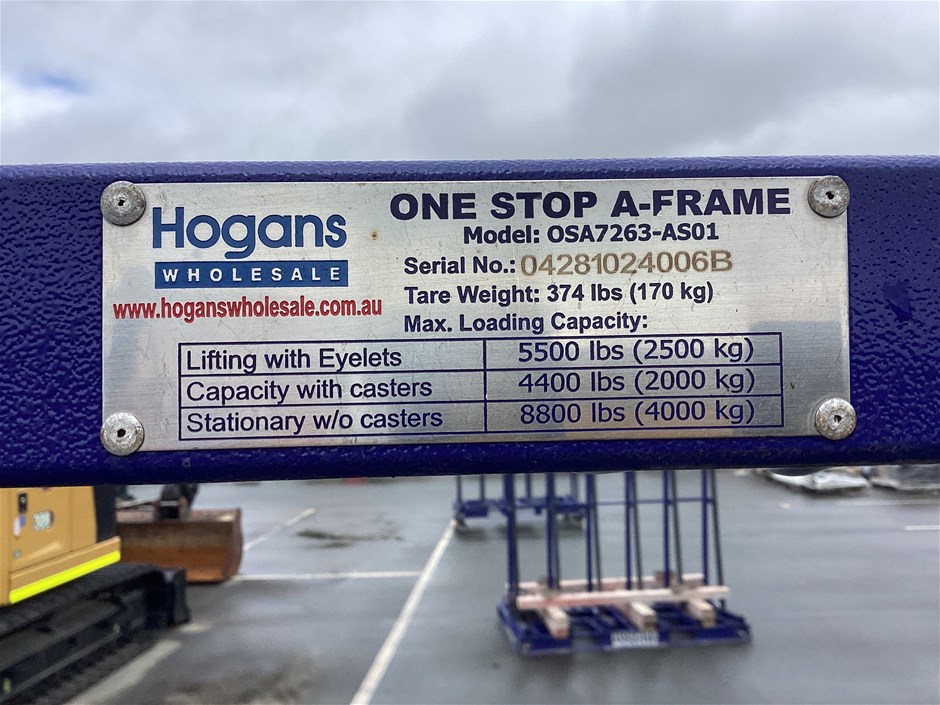 Hogans
WHOLESALE
www.hoganswholesale.com.au
ONE STOP A-FRAME
Model: OSA7263-AS01
Serial No.: 04281024006B
Tare Weight: 374 lbs (170 kg)
Max. Loading Capacity:
Lifting with Eyelets 5500 lbs (2500 kg)
Capacity with casters 4400 lbs (2000 kg)
Stationary w/o casters 8800 lbs (4000 kg)